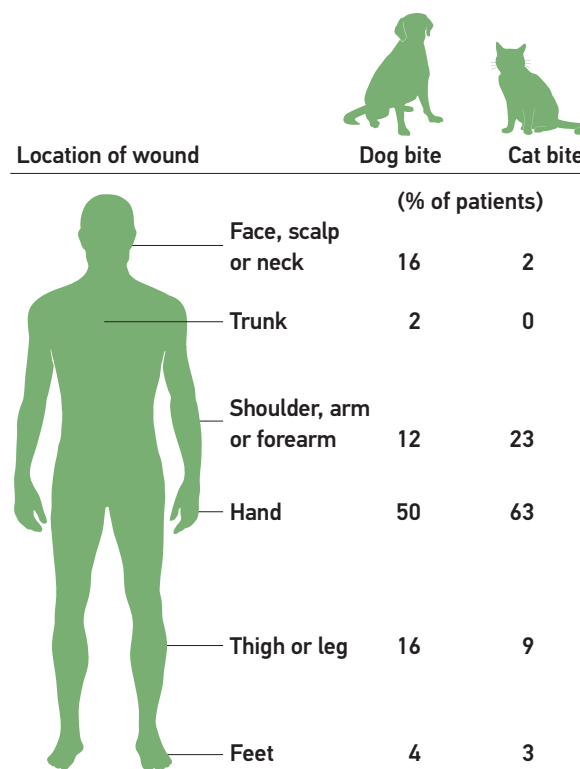 Location of wound Dog bite Cat bite
(% of patients)
Face, scalp
or neck 16 2
Trunk 2 0
Shoulder, arm
or forearm 12 23
Hand 50 63
Thigh or leg 16 9
Feet 4 3